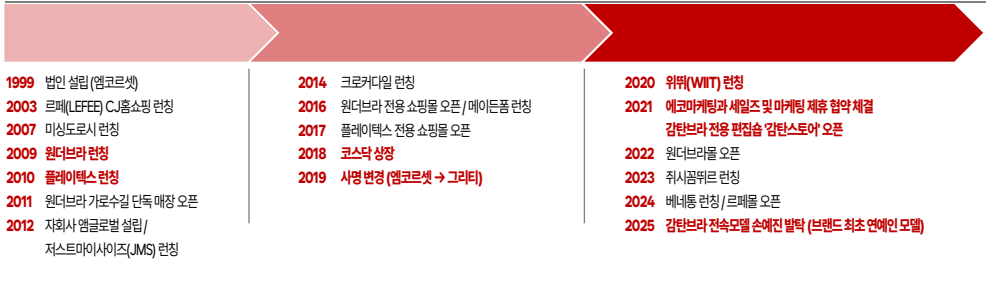 1999 법인 설립 (엠코르셋)
2003 르페(LEFEE) CJ홈쇼핑 런칭
2007 미싱도로시 런칭
2009 원더브라 런칭
2010 플레이텍스 런칭
2011 원더브라 가로수길 단독 매장 오픈
2012 자회사 앰글로벌 설립 /
저스트마이사이즈(JMS) 런칭
2014 크로커다일 런칭
2016 원더브라 전용 쇼핑몰 오픈 / 메이든폼 런칭
2017 플레이텍스 전용 쇼핑몰 오픈
2018 코스닥 상장
2019 사명 변경 (엠코르셋 → 그리티)
2020 위뜨(WIIT) 런칭
2021 에코마케팅과 세일즈 및 마케팅 제휴 협약 체결
감탄브라 전용 편집숍 '감탄스토어' 오픈
2022 원더브라몰 오픈
2023 쥐시꼼뛰르 런칭
2024 베네통 런칭 / 르페몰 오픈
2025 감탄브라 전속모델 손예진 발탁 (브랜드 최초 연예인 모델)